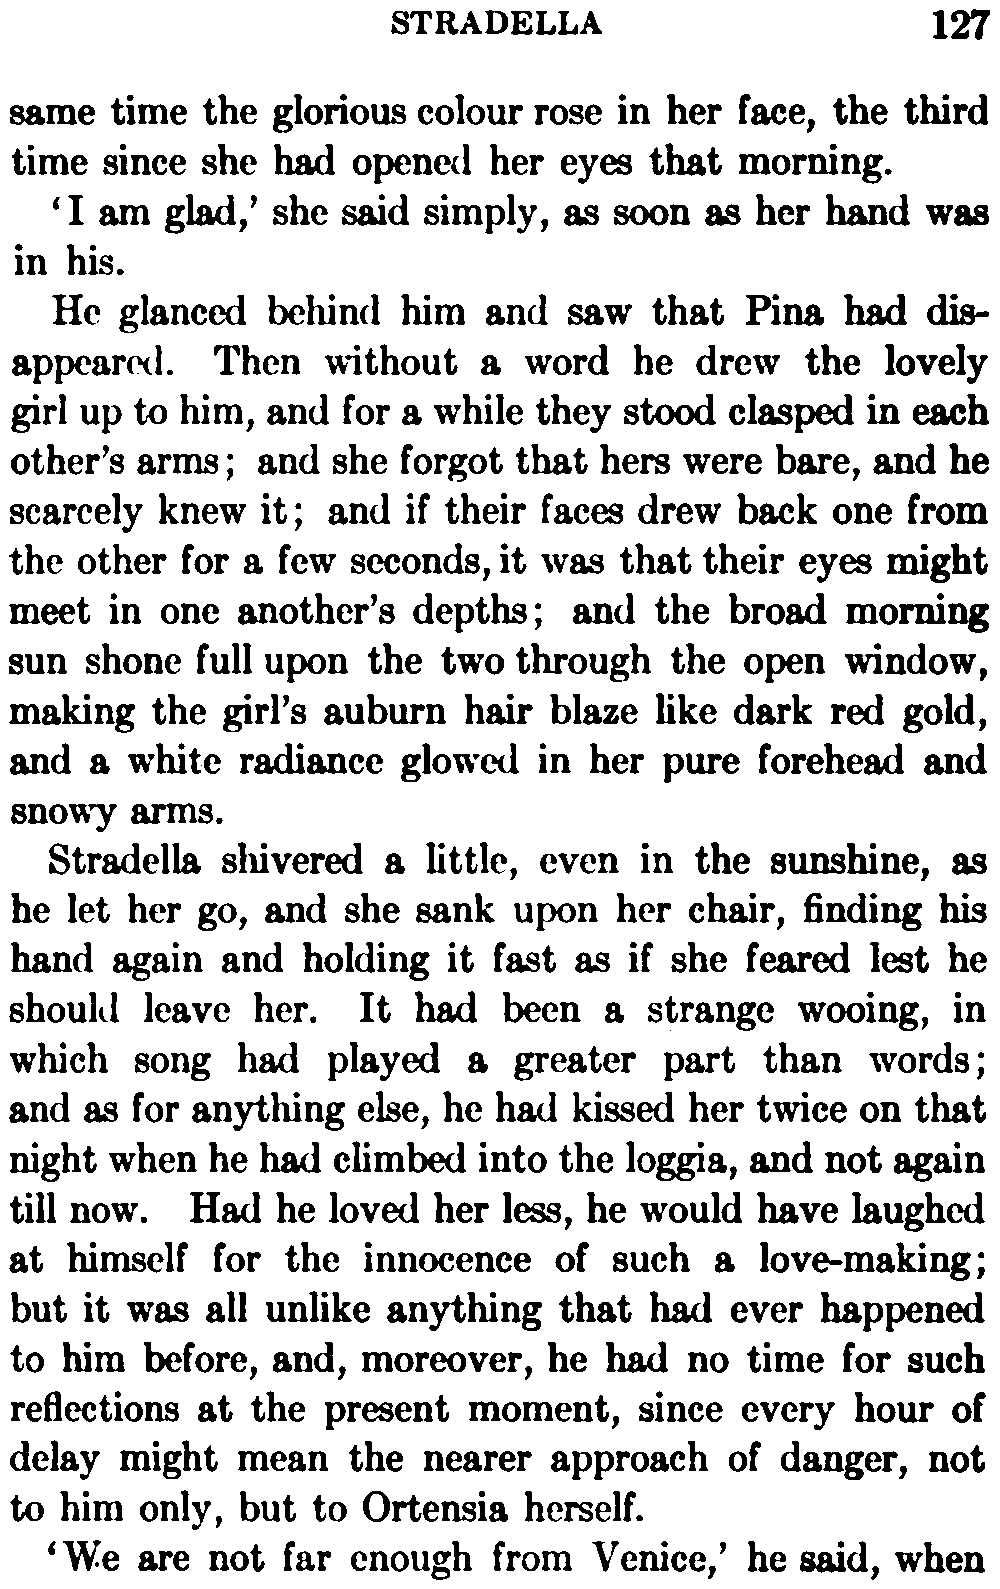 STRADELLA 127
same time the glorious colour rose in her face, the third
time since she had opened her eyes that morning.
‘I am glad,’ she said simply, as soon as her hand was
in his.
He glanced behind him and saw that Pina had dis-
appeared. Then without a word he drew the lovely
girl up to him, and for a while they stood clasped in each
other's arms; and she forgot that hers were bare, and he
scarcely knew it; and if their faces drew back one from
the other for a few seconds, it was that their eyes might
meet in one another's depths; and the broad morning
sun shone full upon the two through the open window,
making the girl's auburn hair blaze like dark red gold,
and a white radiance glowed in her pure forehead and
snowy arms.
Stradella shivered a little, even in the sunshine, as
he let her go, and she sank upon her chair, finding his
hand again and holding it fast as if she feared lest he
should leave her. It had been a strange wooing, in
which song had played a greater part than words;
and as for anything else, he had kissed her twice on that
night when he had climbed into the loggia, and not again
till now. Had he loved her less, he would have laughed
at himself for the innocence of such a love-making;
but it was all unlike anything that had ever happened
to him before, and, moreover, he had no time for such
reflections at the present moment, since every hour of
delay might mean the nearer approach of danger, not
to him only, but to Ortensia herself.
‘We are not far enough from Venice,’ he said, when